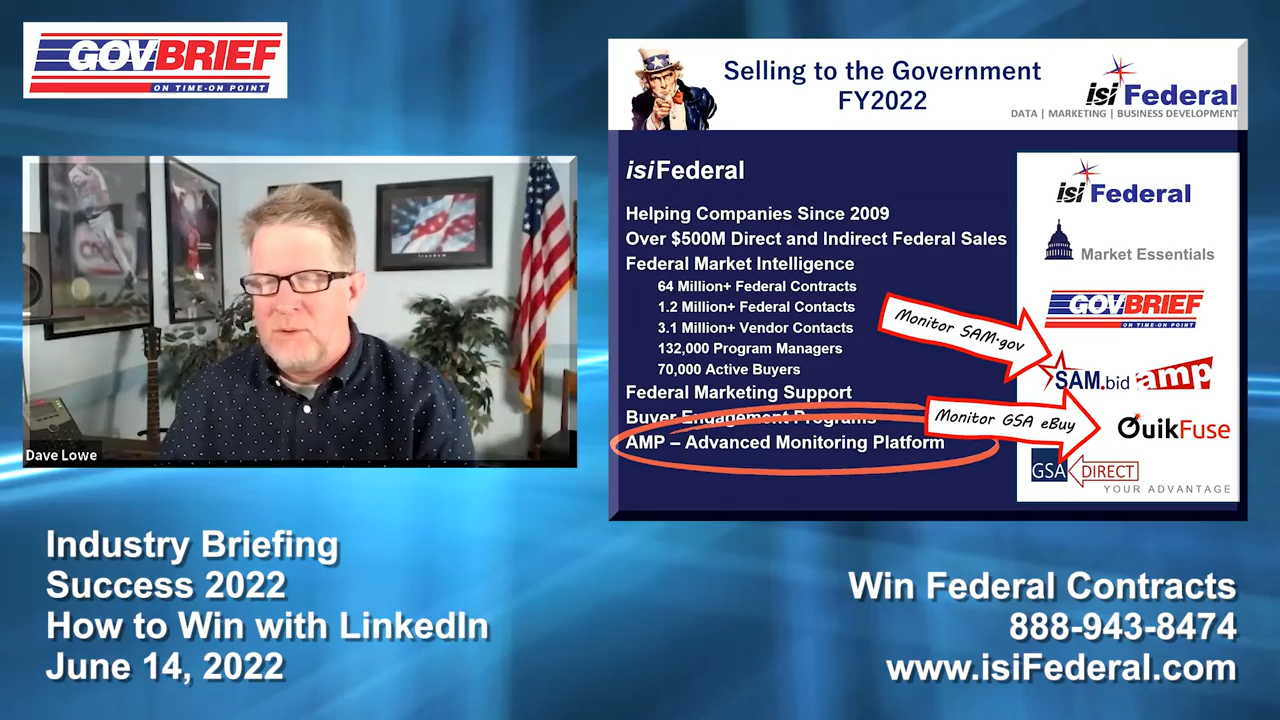 GOVBRIEF
ON TIME-ON POINT
freedom
Dave Lowe
Industry Briefing
Success 2022
How to Win with LinkedIn
June 14, 2022
Selling to the Government
FY2022
isiFederal
DATA | MARKETING | BUSINESS DEVELOPMENT
isiFederal
Helping Companies Since 2009
Over $500M Direct and Indirect Federal Sales
Federal Market Intelligence
64 Million+ Federal Contracts
1.2 Million+ Federal Contacts
3.1 Million+ Vendor Contacts
132,000 Program Managers
70,000 Active Buyers
Federal Marketing Support
Buyer Engagement Programs
AMP – Advanced Monitoring Platform
isiFederal
Market Essentials
GOVBRIEF
ON TIME-ON POINT
Monitor SAM.gov
SAM.bid amp
Monitor GSA eBuy
QuikFuse
GSA DIRECT
YOUR ADVANTAGE
Win Federal Contracts
888-943-8474
www.isiFederal.com